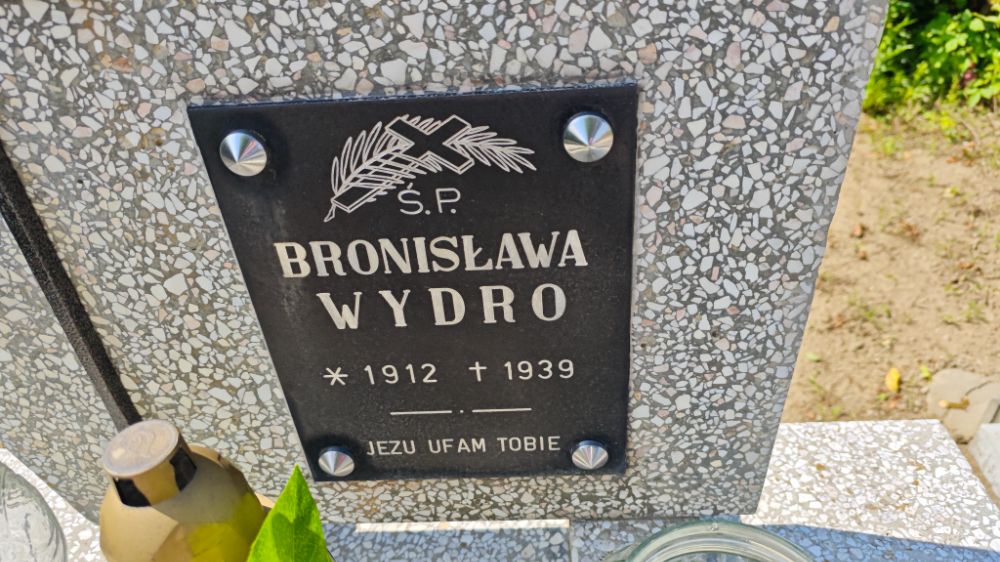 Ś.P.
BRONISŁAWA
WYDRO
* 1912 † 1939
JEZU UFAM TOBIE